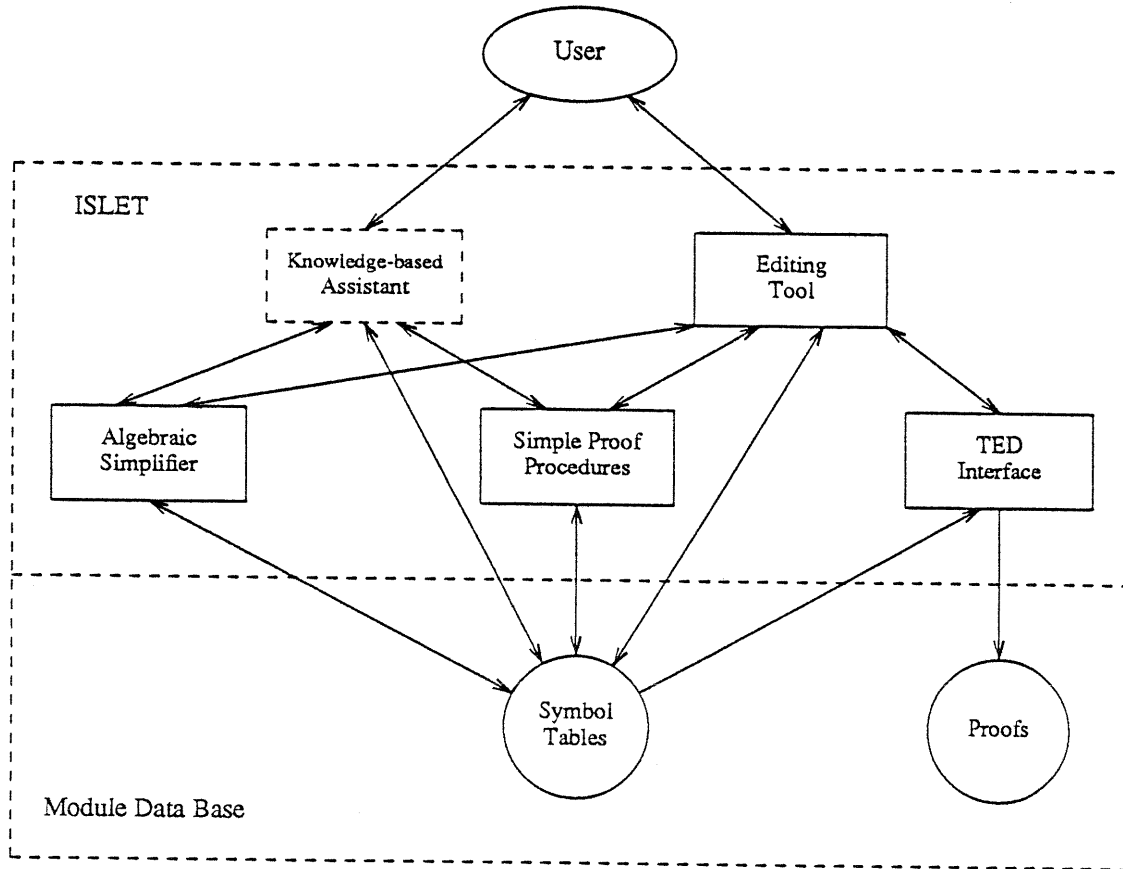 User
ISLET
Knowledge-based
Assistant
Editing
Tool
Algebraic
Simplifier
Simple Proof
Procedures
TED
Interface
Symbol
Tables
Proofs
Module Data Base